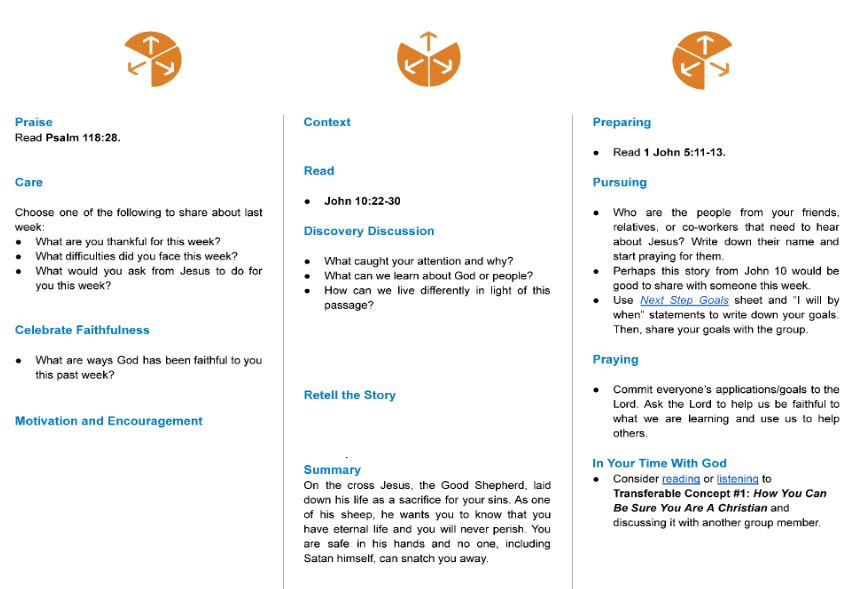 Praise
Read Psalm 118:28.
Care
Choose one of the following to share about last
week:
● What are you thankful for this week?
● What difficulties did you face this week?
● What would you ask from Jesus to do for
you this week?
Celebrate Faithfulness
● What are ways God has been faithful to you
this past week?
Motivation and Encouragement
Context
Read
● John 10:22-30
Discovery Discussion
● What caught your attention and why?
● What can we learn about God or people?
● How can we live differently in light of this
passage?
Retell the Story
.
Summary
On the cross Jesus, the Good Shepherd, laid
down his life as a sacrifice for your sins. As one
of his sheep, he wants you to know that you
have eternal life and you will never perish. You
are safe in his hands and no one, including
Satan himself, can snatch you away.
Preparing
● Read 1 John 5:11-13.
Pursuing
● Who are the people from your friends,
relatives, or co-workers that need to hear
about Jesus? Write down their name and
start praying for them.
● Perhaps this story from John 10 would be
good to share with someone this week.
● Use Next Step Goals sheet and "I will by
when" statements to write down your goals.
Then, share your goals with the group.
Praying
● Commit everyone's applications/goals to the
Lord. Ask the Lord to help us be faithful to
what we are learning and use us to help
others.
In Your Time With God
● Consider reading or listening to
Transferable Concept #1: How You Can
Be Sure You Are A Christian and
discussing it with another group member.